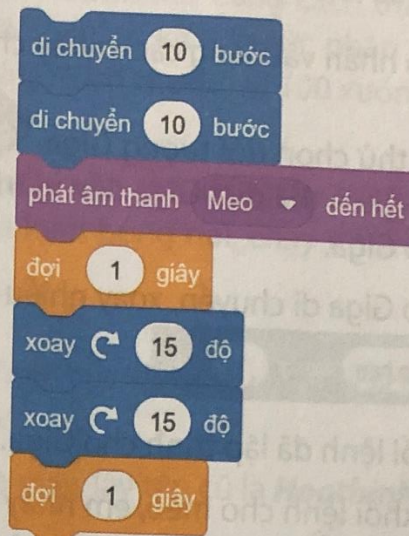 di chuyển 10 bước
di chuyển 10 bước
phát âm thanh Meo đến hết
đợi 1 giây
xoay 15 độ
xoay 15 độ
đợi 1 giây